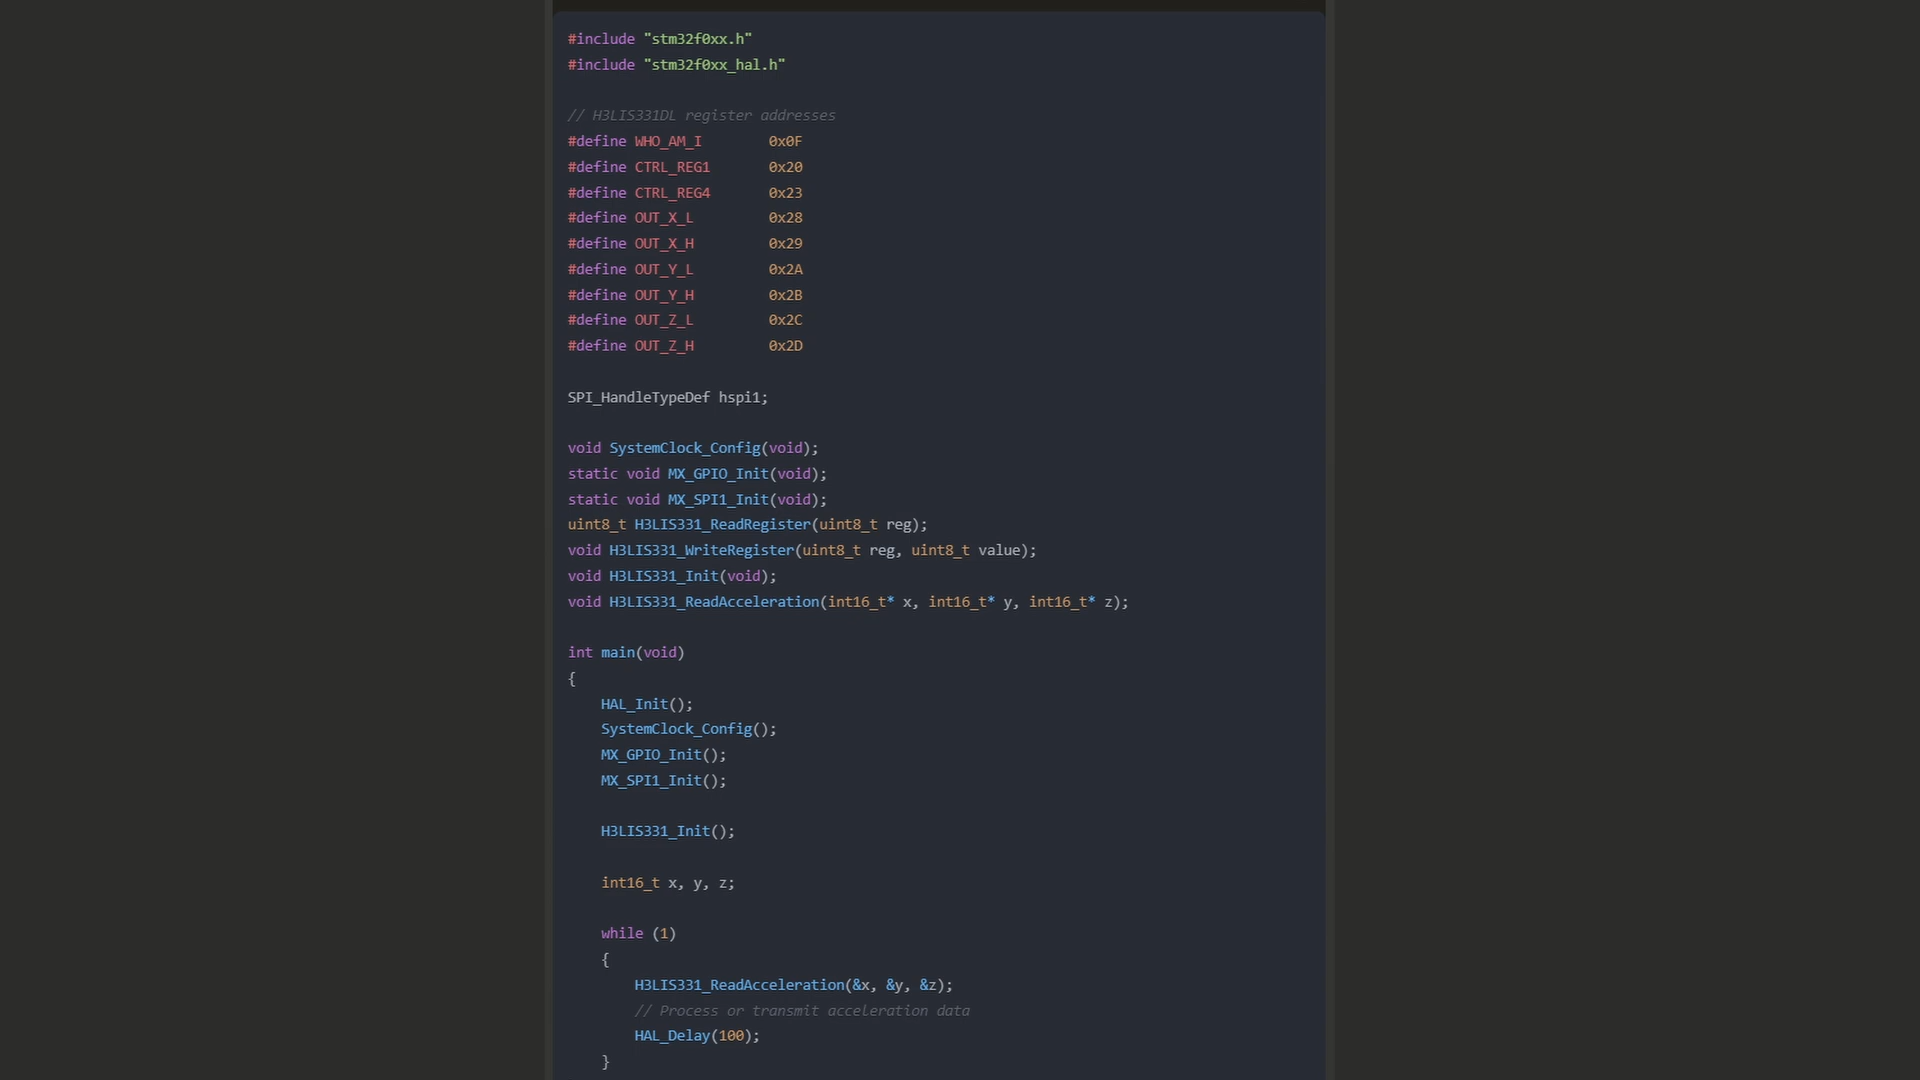 #include "stm32f0xx.h"
#include "stm32f0xx_hal.h"
// H3LIS331DL register addresses
#define WHO_AM_I 0x0F
#define CTRL_REG1 0x20
#define CTRL_REG4 0x23
#define OUT_X_L 0x28
#define OUT_X_H 0x29
#define OUT_Y_L 0x2A
#define OUT_Y_H 0x2B
#define OUT_Z_L 0x2C
#define OUT_Z_H 0x2D
SPI_HandleTypeDef hspi1;
void SystemClock_Config(void);
static void MX_GPIO_Init(void);
static void MX_SPI1_Init(void);
uint8_t H3LIS331_ReadRegister(uint8_t reg);
void H3LIS331_WriteRegister(uint8_t reg, uint8_t value);
void H3LIS331_Init(void);
void H3LIS331_ReadAcceleration(int16_t* x, int16_t* y, int16_t* z);
int main(void)
{
HAL_Init();
SystemClock_Config();
MX_GPIO_Init();
MX_SPI1_Init();
H3LIS331_Init();
int16_t x, y, z;
while (1)
{
H3LIS331_ReadAcceleration(&x, &y, &z);
// Process or transmit acceleration data
HAL_Delay(100);
}